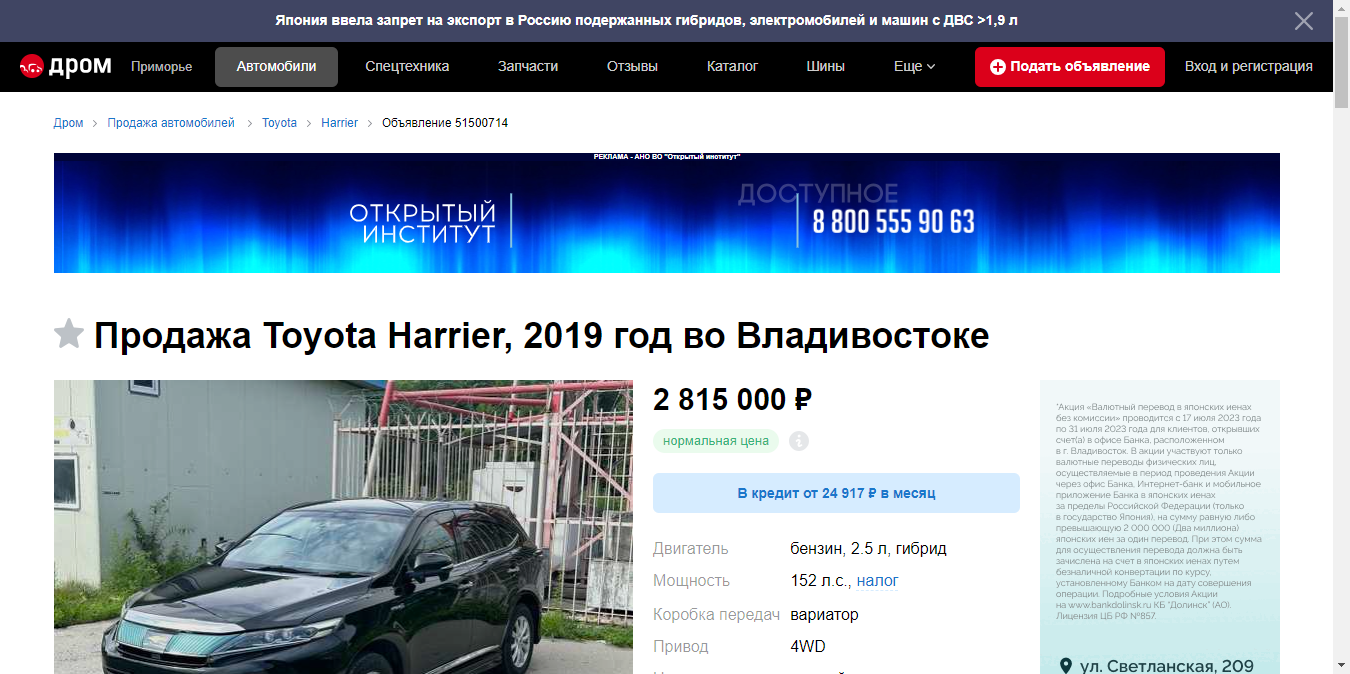 Япония ввела запрет на экспорт в Россию подержанных гибридов, электромобилей и машин с ДВС >1,9 л
дром Приморье Автомобили Спецтехника Запчасти Отзывы Каталог Шины Еще Подать объявление Вход и регистрация
Дром > Продажа автомобилей > Toyota > Harrier > Объявление 51500714
РЕКЛАМА - АНО ВО "Открытый институт"
ДОСТУПНОЕ
ОТКРЫТЫЙ
ИНСТИТУТ
8 800 555 90 63
Продажа Toyota Harrier, 2019 год во Владивостоке
2 815 000 ₽
нормальная цена
В кредит от 24 917 ₽ в месяц
Двигатель бензин, 2.5 л, гибрид
Мощность 152 л.с., налог
Коробка передач вариатор
Привод 4WD
"Акция «Валютный перевод в японских иенах
без комиссии» проводится с 17 июля 2023 года
по 31 июля 2023 года для клиентов, открывших
счет(а) в офисе Банка, расположенном
в г. Владивосток. В акции участвуют только
валютные переводы физических лиц,
осуществляемые в период проведения Акции
через офис Банка, Интернет-банк и мобильное
приложение Банка в японских иенах
за пределы Российской Федерации (только
в государство Япония), на сумму равную либо
превышающую 2 000 000 (Два миллиона)
японских иен за один перевод. При этом сумма
для осуществления перевода должна быть
зачислена на счет в японских иенах путем
безналичной конвертации по курсу,
установленному Банком на дату совершения
операции. Подробные условия Акции
на www.bankdolinsk.ru КБ "Долинск" (АО).
Лицензия ЦБ РФ №857.
ул. Светланская, 209